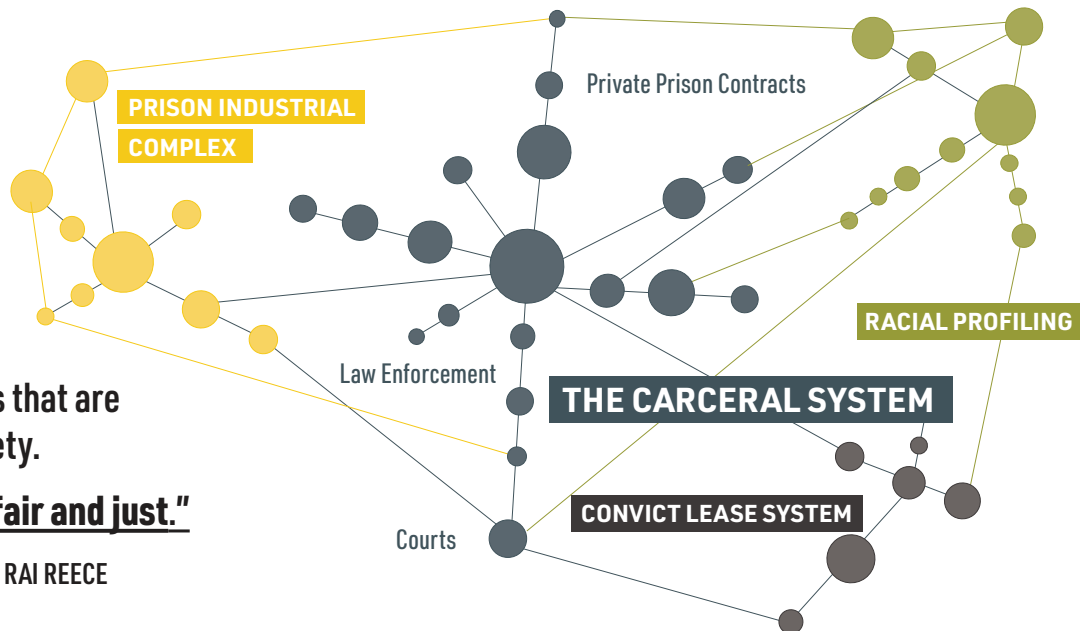 Private Prison Contracts
PRISON INDUSTRIAL
COMPLEX
RACIAL PROFILING
Law Enforcement
THE CARCERAL SYSTEM
that are
fair and just."
CONVICT LEASE SYSTEM
Courts
RAI REECE